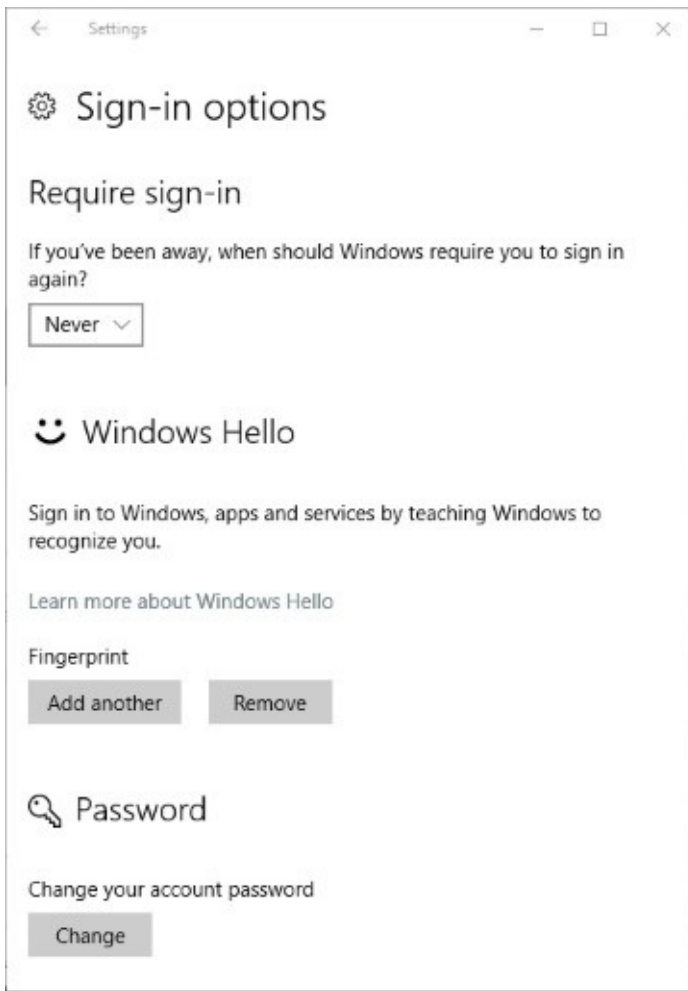 Settings
Sign-in options
Require sign-in
If you've been away, when should Windows require you to sign in
again?
Never
Windows Hello
Sign in to Windows, apps and services by teaching Windows to
recognize you.
Learn more about Windows Hello
Fingerprint
Add another Remove
Password
Change your account password
Change